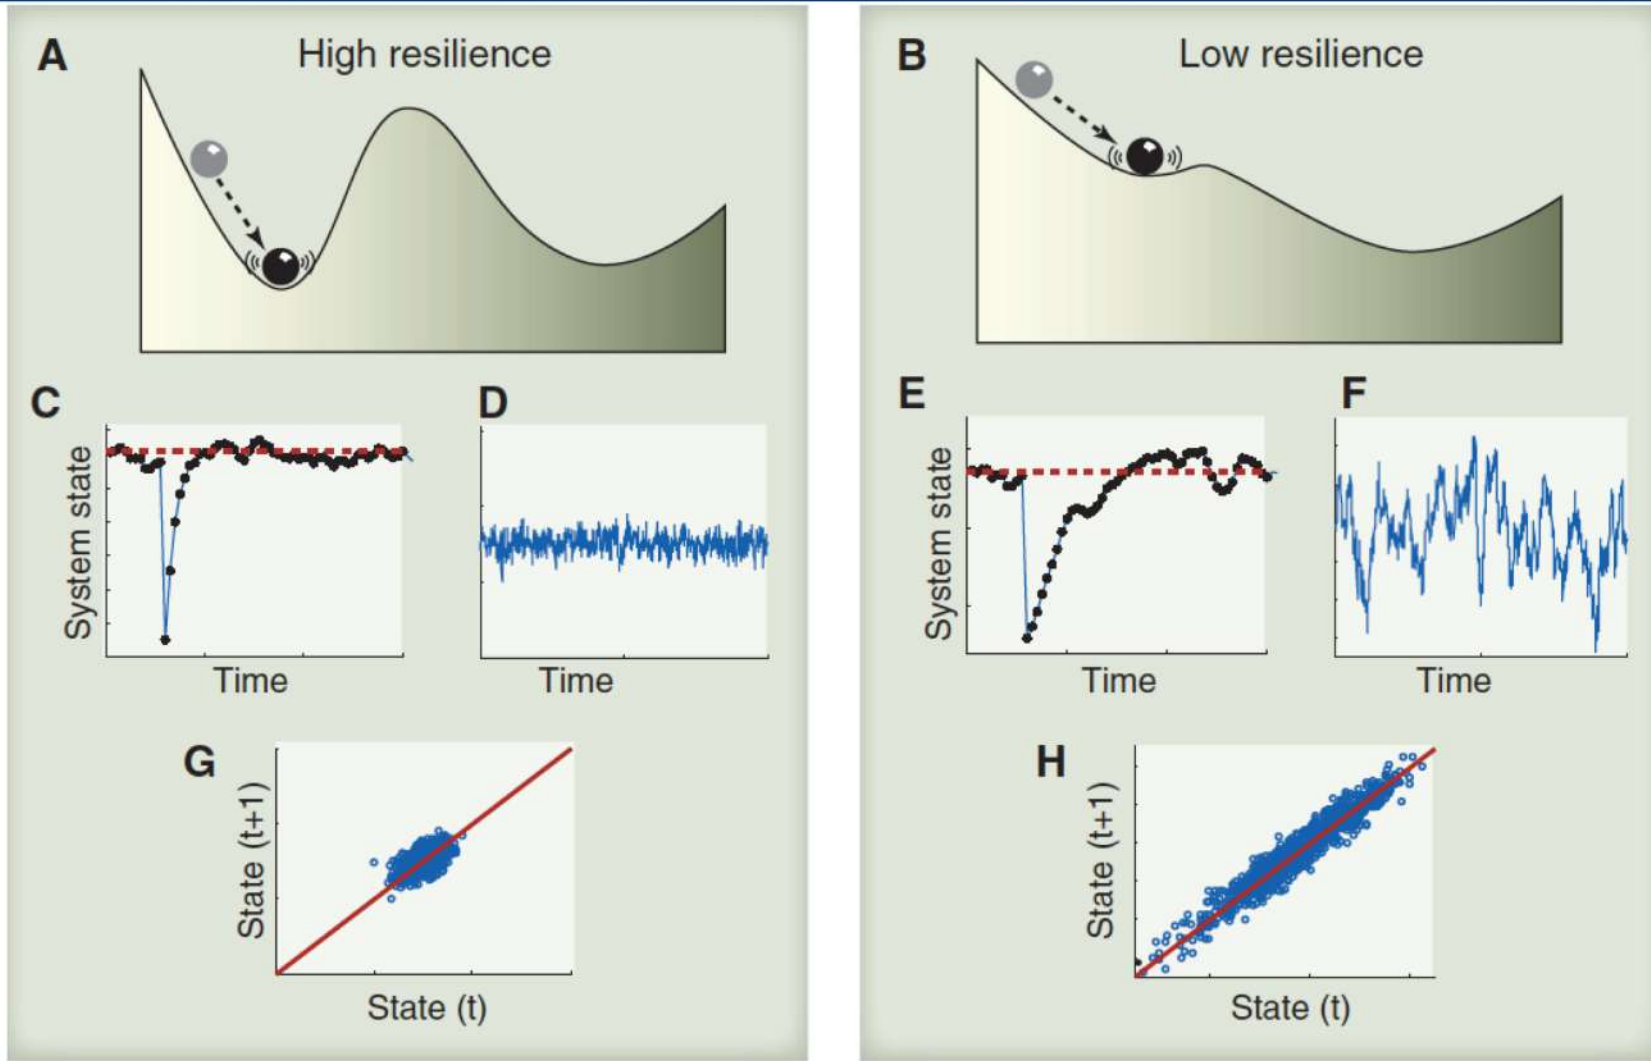 A
High resilience
B
Low resilience
C
System state
Time
D
Time
E
System state
Time
F
Time
G
State (t+1)
State (t)
H
State (t+1)
State (t)